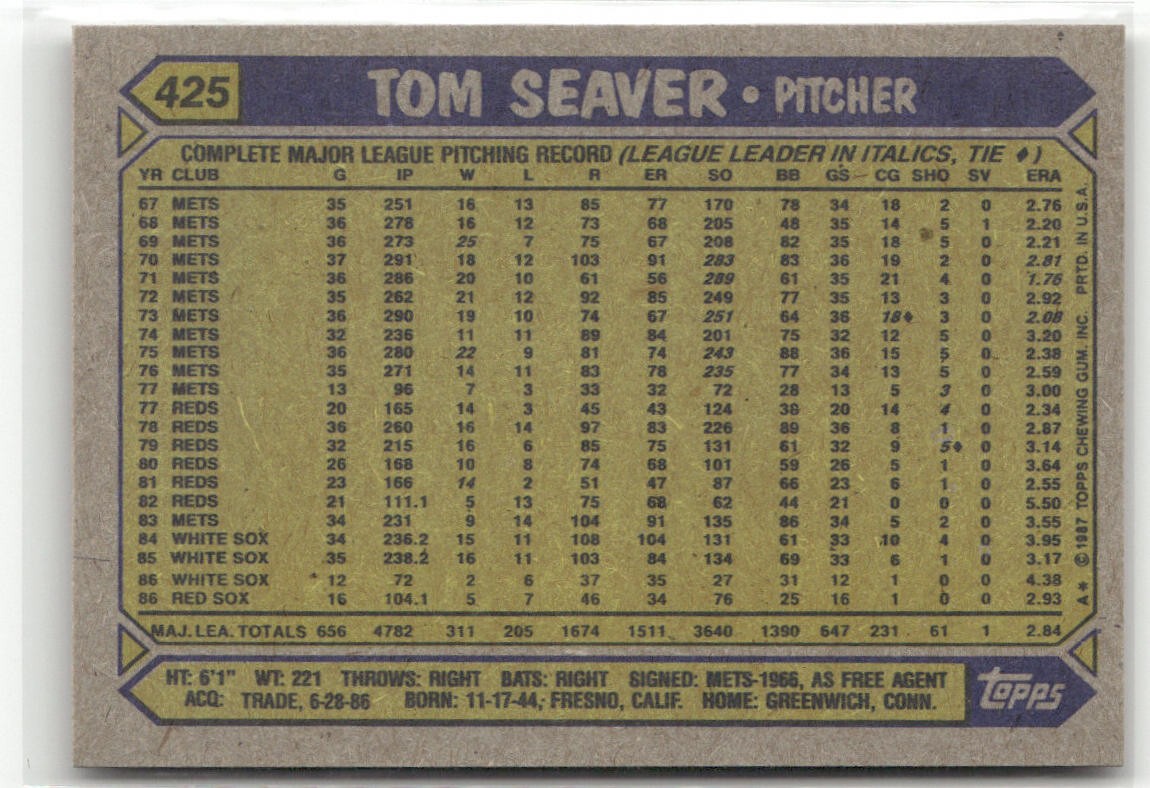 425 TOM SEAVER • PITCHER
COMPLETE MAJOR LEAGUE PITCHING RECORD (LEAGUE LEADER IN ITALICS, TIE ♦)
YR CLUB G IP W L R ER SO BB GS CG SHO SV ERA
67 METS 35 251 16 13 85 77 170 78 34 18 2 0 2.76
68 METS 36 278 16 12 73 68 205 48 35 14 5 1 2.20
69 METS 36 273 25 7 75 67 208 82 35 18 5 0 2.21
70 METS 37 291 18 12 103 91 283 83 36 19 2 0 2.81
71 METS 36 286 20 10 61 56 289 61 35 21 4 0 1.76
72 METS 35 262 21 12 92 85 249 77 35 13 3 0 2.92
73 METS 36 290 19 10 74 67 251 64 36 18♦ 3 0 2.08
74 METS 32 236 11 11 89 84 201 75 32 12 5 0 3.20
75 METS 36 280 22 9 81 74 243 88 36 15 5 0 2.38
76 METS 35 271 14 11 83 78 235 77 34 13 5 0 2.59
77 METS 13 96 7 3 33 32 72 28 13 5 3 0 3.00
77 REDS 20 165 14 3 45 43 124 38 20 14 4 0 2.34
78 REDS 36 260 16 14 97 83 226 89 36 8 1 0 2.87
79 REDS 32 215 16 6 85 75 131 61 32 9 5♦ 0 3.14
80 REDS 26 168 10 8 74 68 101 59 26 5 1 0 3.64
81 REDS 23 166 14 2 51 47 87 66 23 6 1 0 2.55
82 REDS 21 111.1 5 13 75 68 62 44 21 0 0 0 5.50
83 METS 34 231 9 14 104 91 135 86 34 5 2 0 3.55
84 WHITE SOX 34 236.2 15 11 108 104 131 61 33 10 4 0 3.95
85 WHITE SOX 35 238.2 16 11 103 84 134 69 33 6 1 0 3.17
86 WHITE SOX 12 72 2 6 37 35 27 31 12 1 0 0 4.38
86 RED SOX 16 104.1 5 7 46 34 76 25 16 1 0 0 2.93
MAJ. LEA. TOTALS 656 4782 311 205 1674 1511 3640 1390 647 231 61 1 2.84
A* © 1987 TOPPS CHEWING GUM, INC. PRTD. IN U.S.A.
HT: 6'1" WT: 221 THROWS: RIGHT BATS: RIGHT SIGNED: METS-1966, AS FREE AGENT
ACQ: TRADE, 6-28-86 BORN: 11-17-44, FRESNO, CALIF. HOME: GREENWICH, CONN.
topps